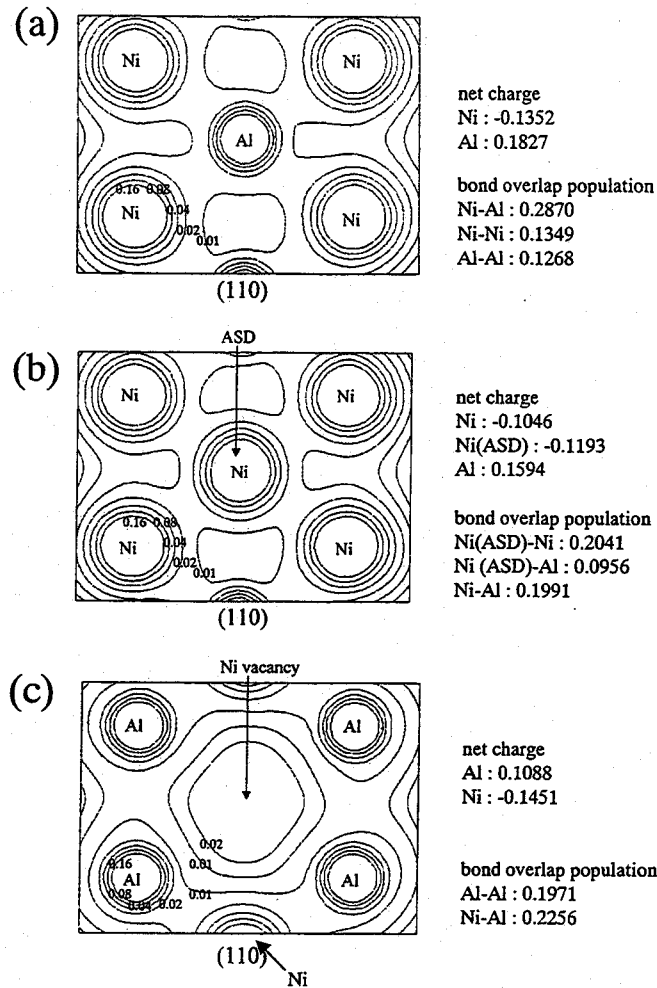 (a)
Ni
Ni
Al
Ni
Ni
0.16 0.08
0.04
0.02
0.01
(110)
net charge
Ni : -0.1352
Al : 0.1827
bond overlap population
Ni-Al : 0.2870
Ni-Ni : 0.1349
Al-Al : 0.1268
(b)
ASD
Ni
Ni
Ni
Ni
Ni
0.16 0.08
0.04
0.02
0.01
(110)
net charge
Ni : -0.1046
Ni(ASD) : -0.1193
Al : 0.1594
bond overlap population
Ni(ASD)-Ni : 0.2041
Ni (ASD)-Al : 0.0956
Ni-Al : 0.1991
(c)
Ni vacancy
Al
Al
0.02
0.01
0.16
Al
Al
0.08
0.04
0.02
0.01
(110)
Ni
net charge
Al : 0.1088
Ni : -0.1451
bond overlap population
Al-Al : 0.1971
Ni-Al : 0.2256